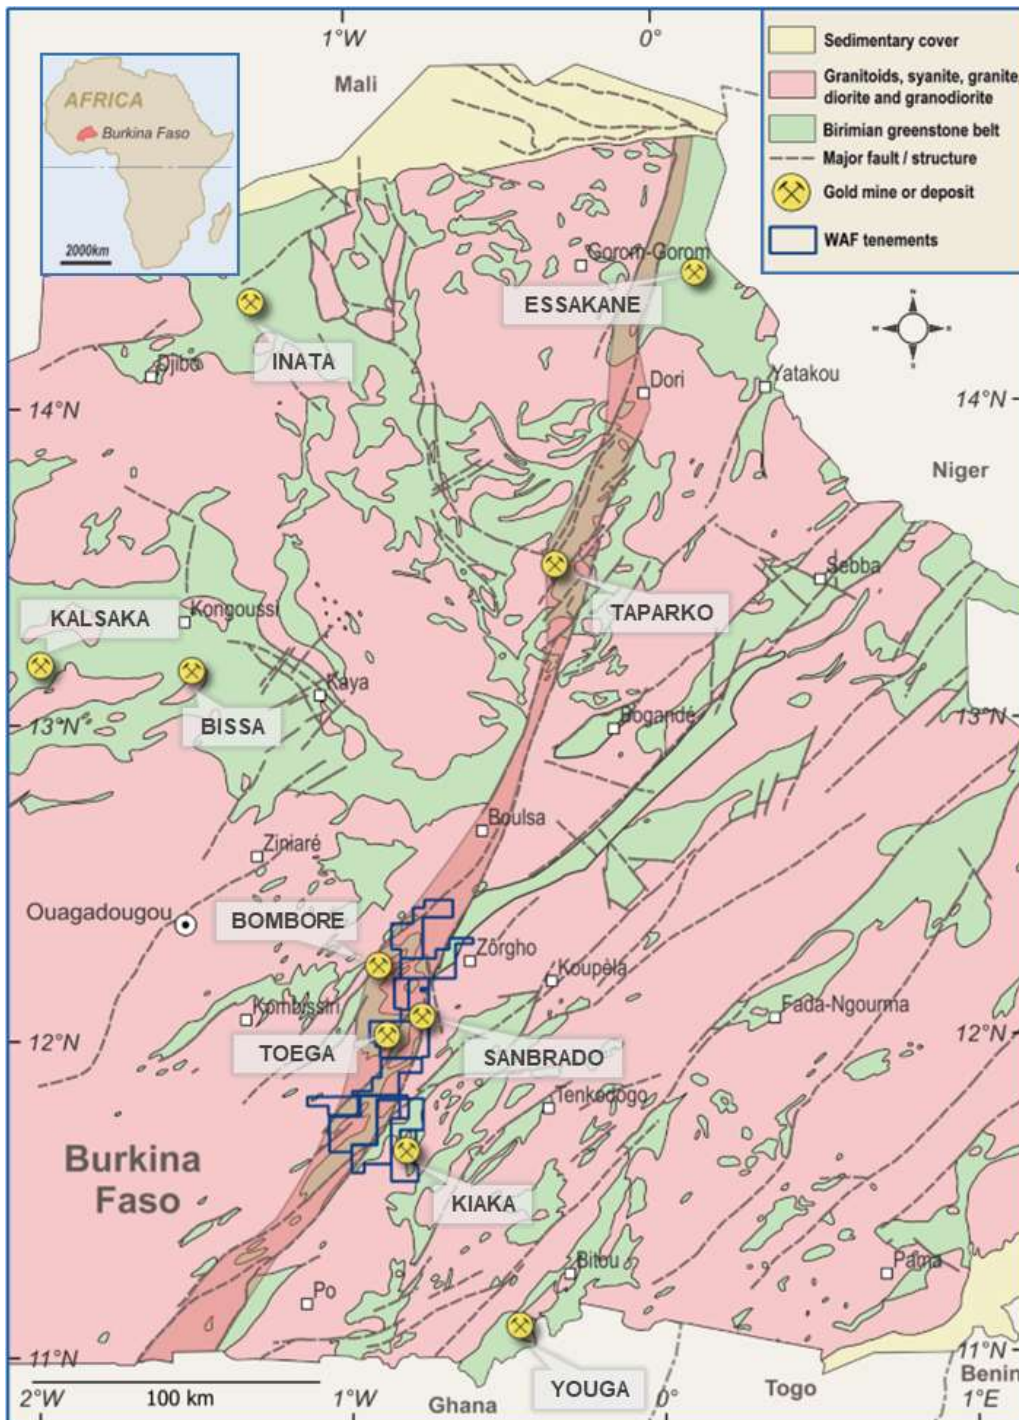 1°W
0°
Mali
AFRICA
Burkina Faso
2000km
Sedimentary cover
Granitoids, syanite, granite,
diorite and granodiorite
Birimian greenstone belt
Major fault / structure
Gold mine or deposit
WAF tenements
N
W
E
S
Gorom-Gorom
ESSAKANE
INATA
Djibo
Dori
Yatakou
14°N
14°N
Niger
Sebba
KALSAKA
Kongoussi
TAPARKO
Kaya
BISSA
Bogandé
13°N
13°N
Boulsa
Ziniaré
Ouagadougou
BOMBORE
Zôrgho
Koupéla
Kombissiri
Fada-Ngourma
12°N
12°N
TOEGA
SANBRADO
Tenkodogo
Burkina
Faso
KIAKA
Bitou
Pama
Po
11°N
11°N
YOUGA
Benin
2°W
100 km
1°W
Ghana
0°
Togo
1°E